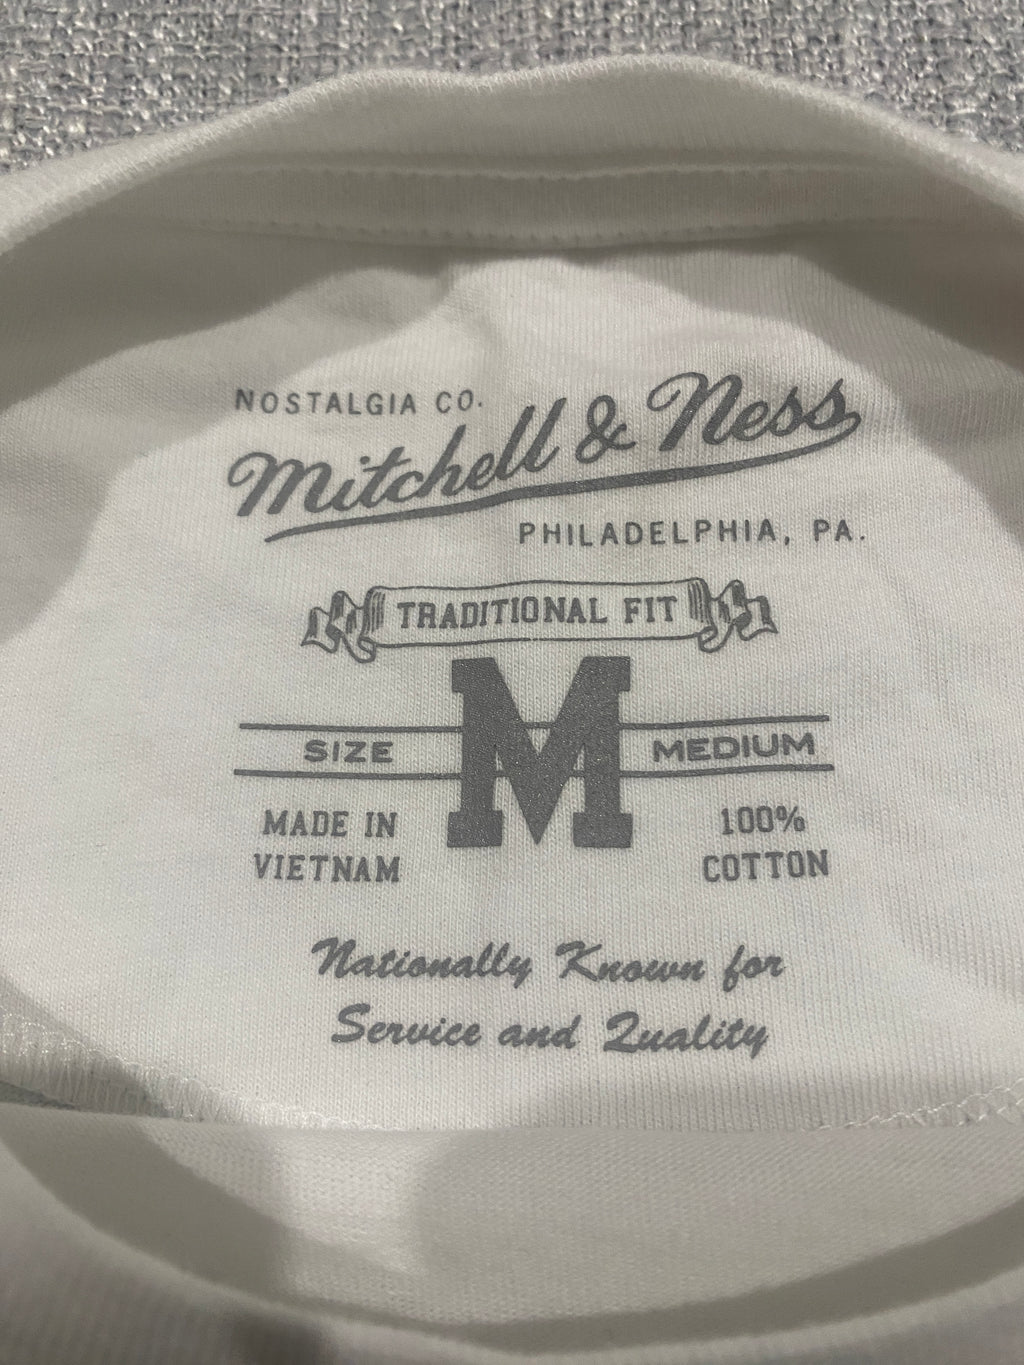 NOSTALGIA CO.
Mitchell & Ness
PHILADELPHIA, PA.
TRADITIONAL FIT
SIZE M MEDIUM
MADE IN
VIETNAM
100%
COTTON
Nationally Known for
Service and Quality